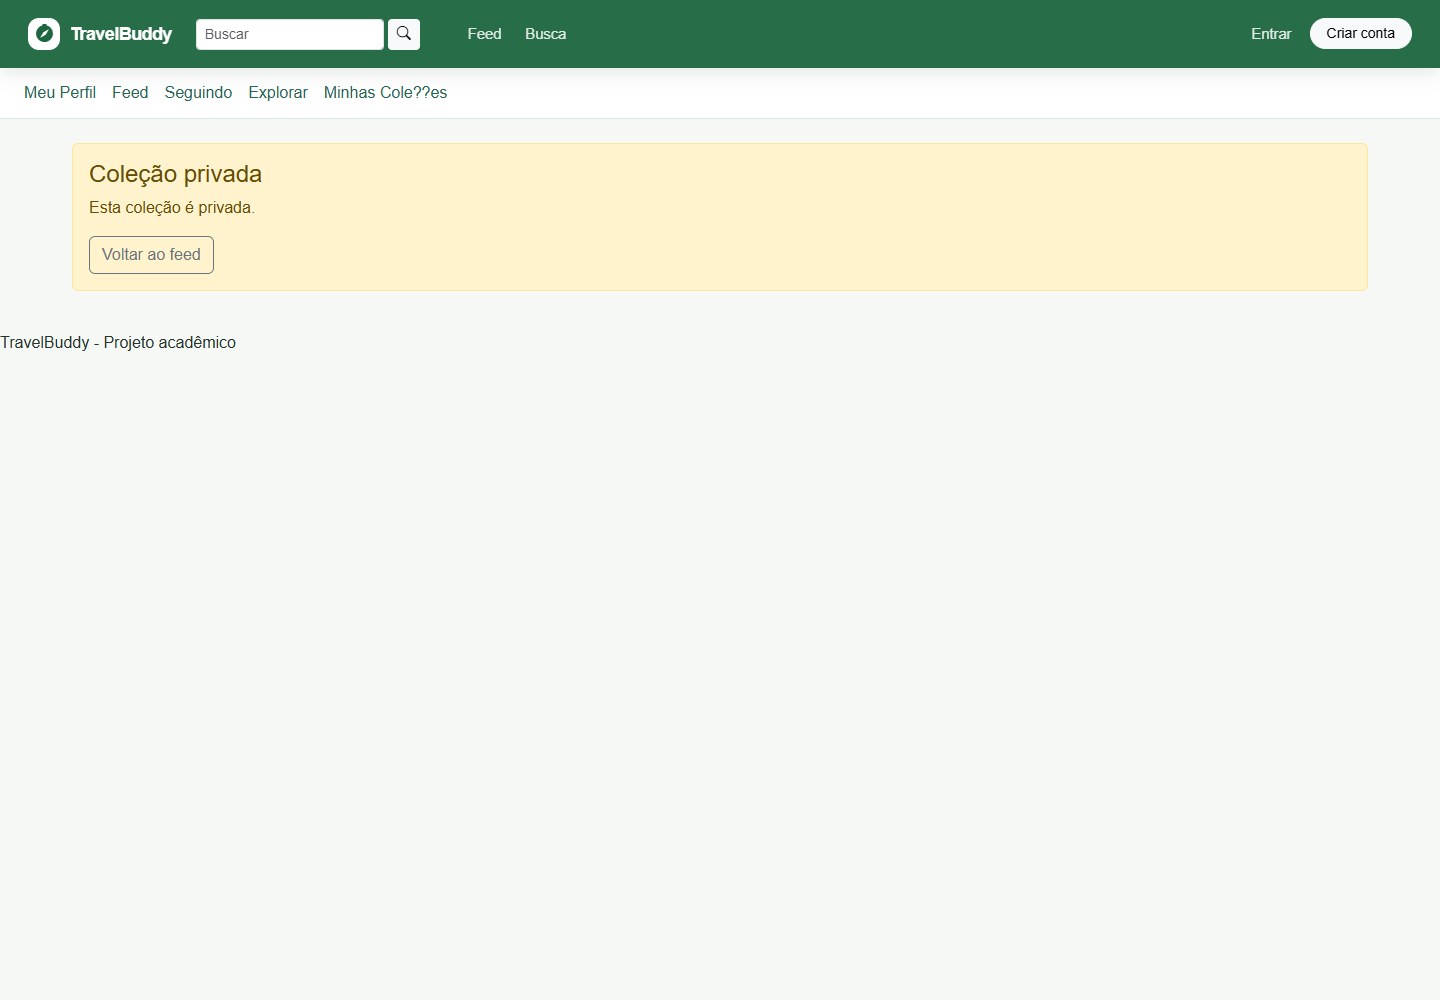 TravelBuddy
Buscar
Feed
Busca
Entrar
Criar conta
Meu Perfil
Feed
Seguindo
Explorar
Minhas Cole??es
Coleção privada
Esta coleção é privada.
Voltar ao feed
TravelBuddy - Projeto acadêmico